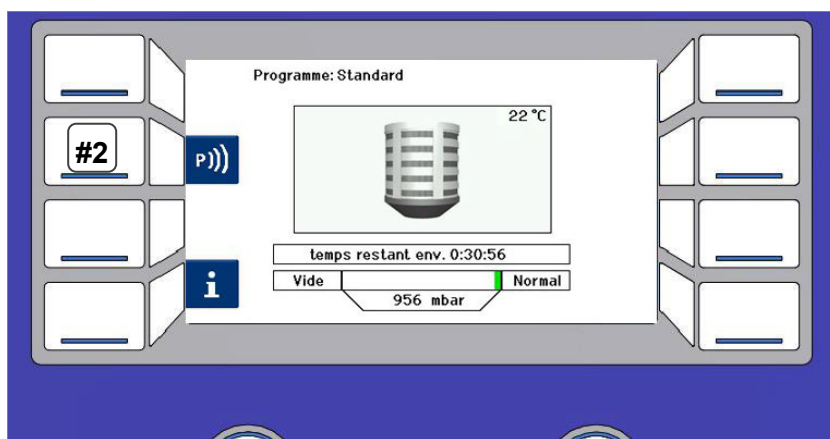 Programme: Standard
22 °C
#2
P)))
temps restant env. 0:30:56
Vide
Normal
956 mbar
i